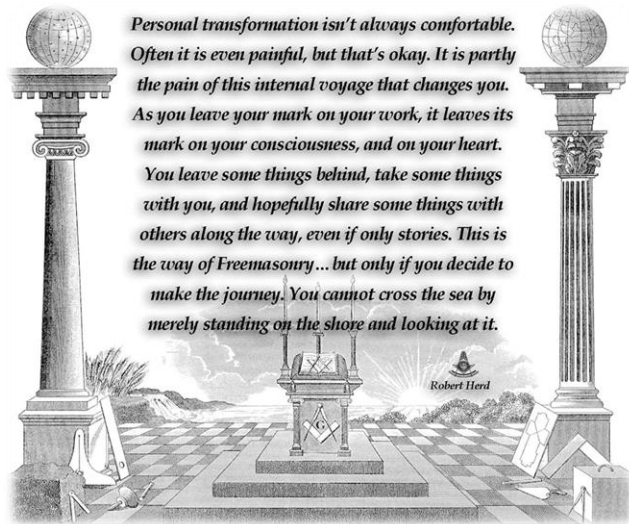 Personal transformation isn't always comfortable.
Often it is even painful, but that's okay. It is partly
the pain of this internal voyage that changes you.
As you leave your mark on your work, it leaves its
mark on your consciousness, and on your heart.
You leave some things behind, take some things
with you, and hopefully share some things with
others along the way, even if only stories. This is
the way of Freemasonry... but only if you decide to
make the journey. You cannot cross the sea by
merely standing on the shore and looking at it.
Robert Herd
G